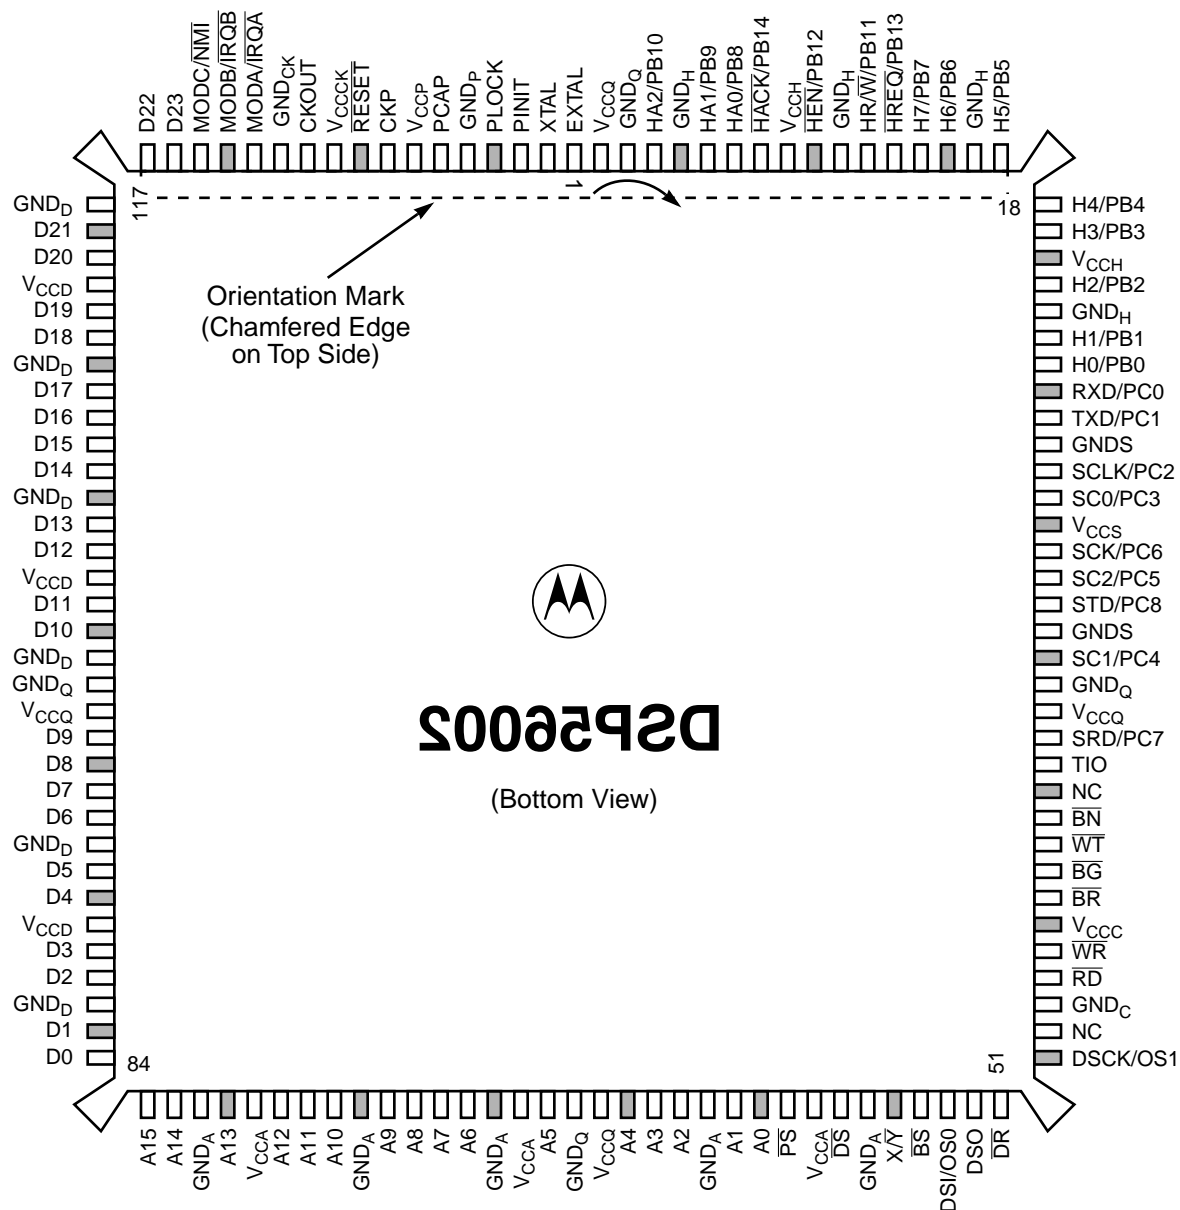 D22
D23
MODC/NMI
MODB/IRQB
MODA/IRQA
GNDCK
CKOUT
VCCCK
RESET
CKP
VCCP
PCAP
GNDP
PLOCK
PINIT
XTAL
EXTAL
VCCQ
GNDQ
HA2/PB10
GNDH
HA1/PB9
HA0/PB8
HACK/PB14
VCCH
HEN/PB12
GNDH
HR/W/PB11
HREQ/PB13
H7/PB7
H6/PB6
GNDH
H5/PB5
117
1
18
GNDD
D21
D20
VCCD
D19
D18
GNDD
D17
D16
D15
D14
GNDD
D13
D12
VCCD
D11
D10
GNDD
GNDQ
VCCQ
D9
D8
D7
D6
GNDD
D5
D4
VCCD
D3
D2
GNDD
D1
D0
Orientation Mark
(Chamfered Edge
on Top Side)
DSP56002
(Bottom View)
H4/PB4
H3/PB3
VCCH
H2/PB2
GNDH
H1/PB1
H0/PB0
RXD/PC0
TXD/PC1
GNDS
SCLK/PC2
SC0/PC3
VCCS
SCK/PC6
SC2/PC5
STD/PC8
GNDS
SC1/PC4
GNDQ
VCCQ
SRD/PC7
TIO
NC
BN
WT
BG
BR
VCCC
WR
RD
GNDC
NC
DSCK/OS1
84
51
A15
A14
GNDA
A13
VCCA
A12
A11
A10
GNDA
A9
A8
A7
A6
GNDA
VCCA
A5
GNDQ
VCCQ
A4
A3
A2
GNDA
A1
A0
PS
VCCA
DS
GNDA
X/Y
BS
DSI/OS0
DSO
DR